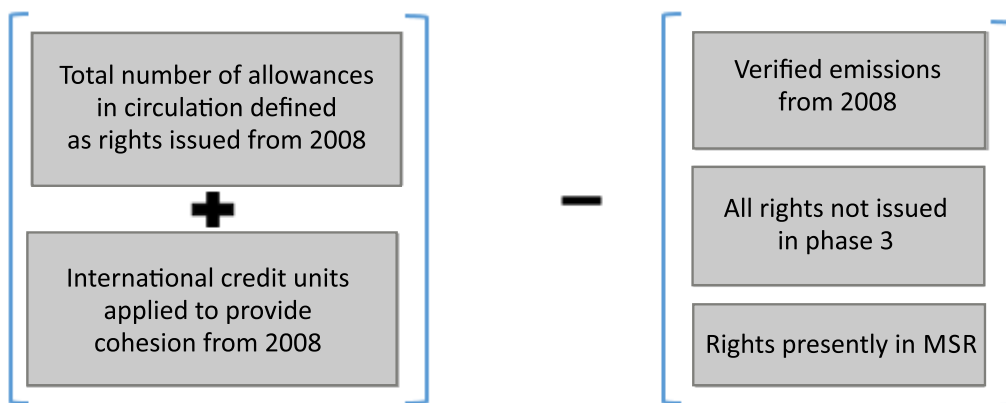 Total number of allowances
in circulation defined
as rights issued from 2008
+
International credit units
applied to provide
cohesion from 2008
−
Verified emissions
from 2008
All rights not issued
in phase 3
Rights presently in MSR